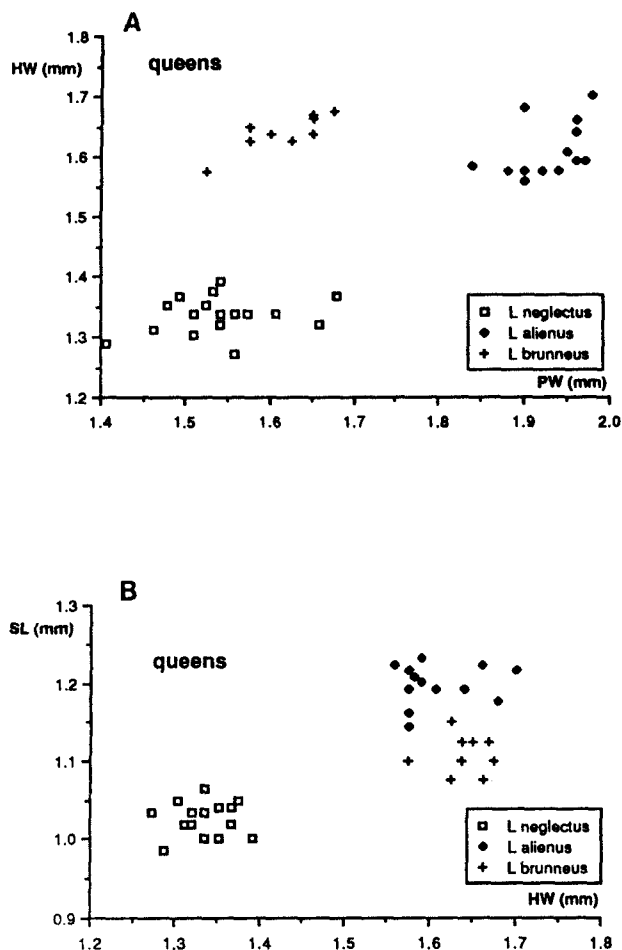 A
HW (mm)
queens
1.8
1.7
1.6
1.5
1.4
1.3
1.2
L neglectus
L alienus
L brunneus
PW (mm)
1.4 1.5 1.6 1.7 1.8 1.9 2.0
B
SL (mm)
queens
1.3
1.2
1.1
1.0
0.9
L neglectus
L alienus
L brunneus
HW (mm)
1.2 1.3 1.4 1.5 1.6 1.7 1.8